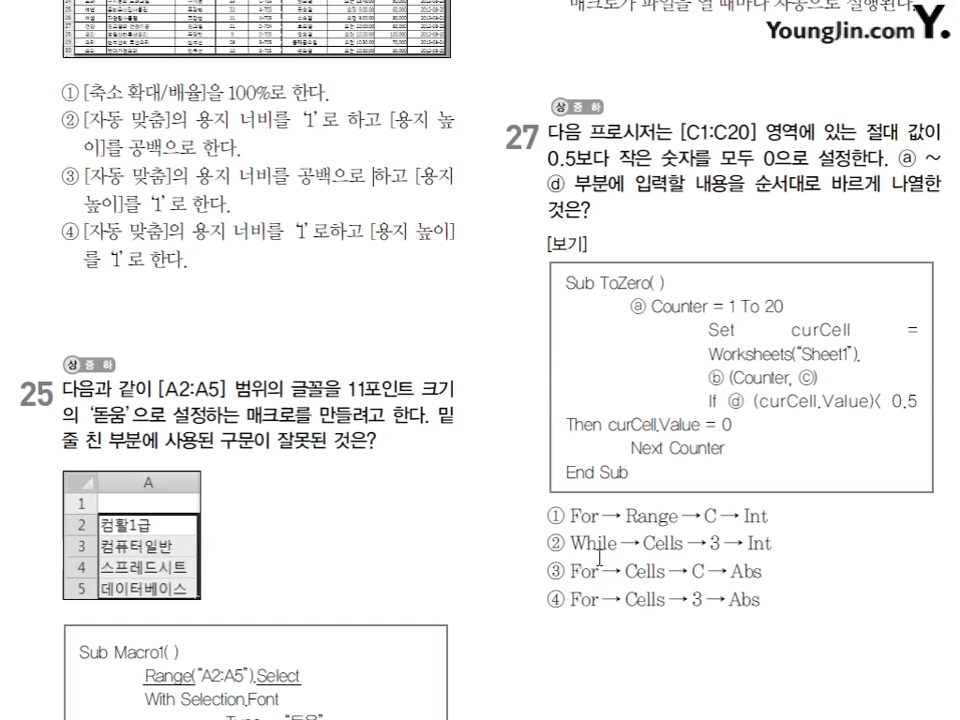 ① [축소 확대/배율]을 100%로 한다.
② [자동 맞춤]의 용지 너비를 '1'로 하고 [용지 높
이]를 공백으로 한다.
③ [자동 맞춤]의 용지 너비를 공백으로 하고 [용지
높이]를 '1'로 한다.
④ [자동 맞춤]의 용지 너비를 '1'로하고 [용지 높이]
를 '1'로 한다.
상 중 하
25 다음과 같이 [A2:A5] 범위의 글꼴을 11포인트 크기
의 '돋움'으로 설정하는 매크로를 만들려고 한다. 밑
줄 친 부분에 사용된 구문이 잘못된 것은?
A
1
2 컴활1급
3 컴퓨터일반
4 스프레드시트
5 데이터베이스
Sub Macro1( )
Range("A2:A5").Select
With Selection.Font
매크로가 파일을 열 때마다 자동으로 실행된다.
YoungJin.com Y.
상 중 하
27 다음 프로시저는 [C1:C20] 영역에 있는 절대 값이
0.5보다 작은 숫자를 모두 0으로 설정한다. ⓐ ~
ⓓ 부분에 입력할 내용을 순서대로 바르게 나열한
것은?
[보기]
Sub ToZero( )
ⓐ Counter = 1 To 20
Set curCell =
Worksheets("Sheet1").
ⓑ (Counter, ⓒ)
If ⓓ (curCell.Value)< 0.5
Then curCell.Value = 0
Next Counter
End Sub
① For → Range → C → Int
② While → Cells → 3 → Int
③ For → Cells → C → Abs
④ For → Cells → 3 → Abs